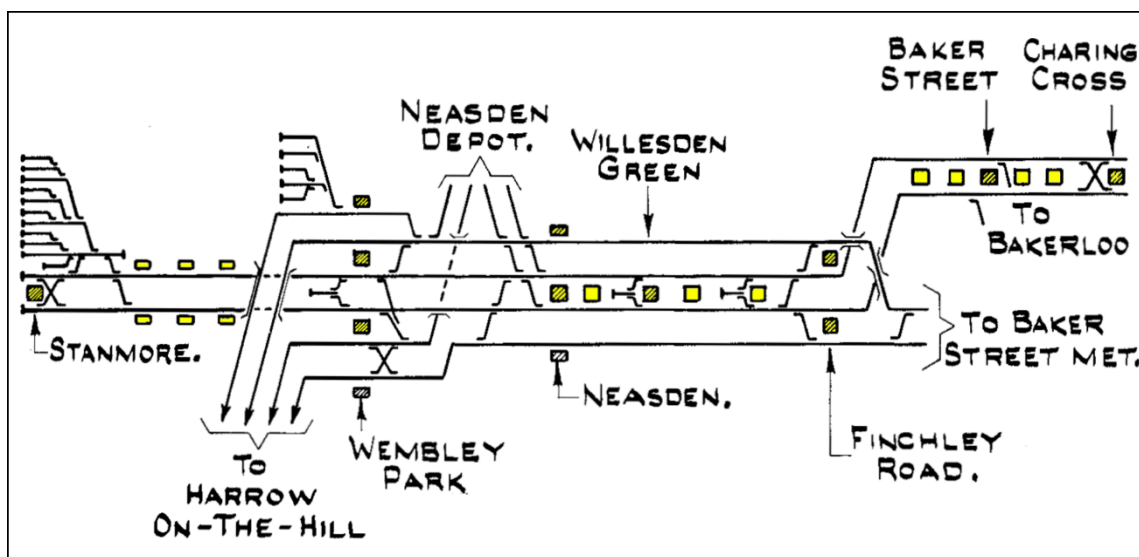 BAKER
STREET
CHARING
CROSS
NEASDEN
DEPOT.
WILLESDEN
GREEN
TO
BAKERLOO
STANMORE.
TO BAKER
STREET MET.
NEASDEN.
WEMBLEY
PARK
FINCHLEY
ROAD.
TO
HARROW
ON-THE-HILL